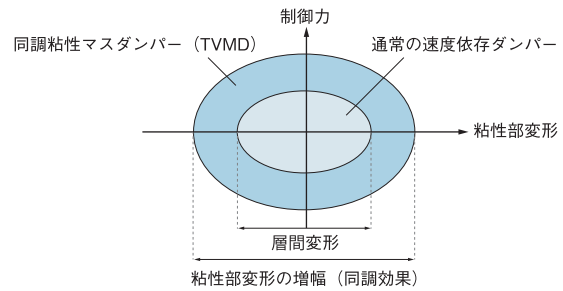 制御力
同調粘性マスダンパー（TVMD）
通常の速度依存ダンパー
粘性部変形
層間変形
粘性部変形の増幅（同調効果）